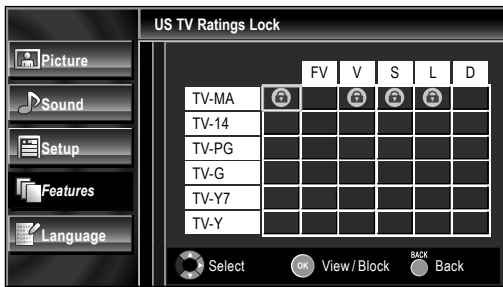 US TV Ratings Lock
Picture
Sound
Setup
Features
Language
FV V S L D
TV-MA
TV-14
TV-PG
TV-G
TV-Y7
TV-Y
Select
OK View / Block
BACK Back